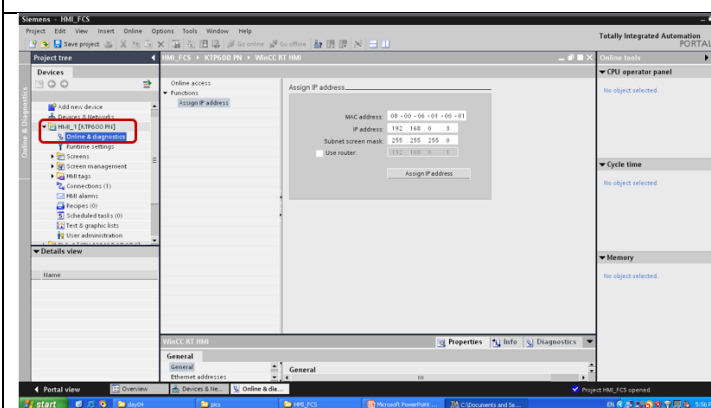 Siemens - HMI_FCS
Project Edit View Insert Online Options Tools Window Help
Save project
Go online
Go offline
Totally Integrated Automation
PORTAL
Project tree
HMI_FCS KTP600 PN WinCC RT HMI
Online tools
Devices
Online & Diagnostics
Add new device
Devices & Networks
HMI_1 [KTP600 PN]
Online & diagnostics
Runtime settings
Screens
Screen management
HMI tags
Connections (1)
HMI alarms
Recipes (0)
Scheduled tasks (0)
Text & graphic lists
User administration
Details view
Name
Online access
Functions
Assign IP address
Assign IP address
MAC address: 08 - 00 - 06 - 01 - 00 - 01
IP address: 192 168 0 3
Subnet screen mask: 255 255 255 0
Use router:
Assign IP address
CPU operator panel
No object selected.
Cycle time
No object selected.
Memory
No object selected.
WinCC RT HMI
Properties Info Diagnostics
General
General
Ethernet addresses
General
Portal view
Overview
Devices & Ne...
Online & dia...
Project HMI_FCS opened.
start
day04
pics
HMI_FCS
Microsoft PowerPoint ...
C:\Documents and Se...
EN
5:56 P